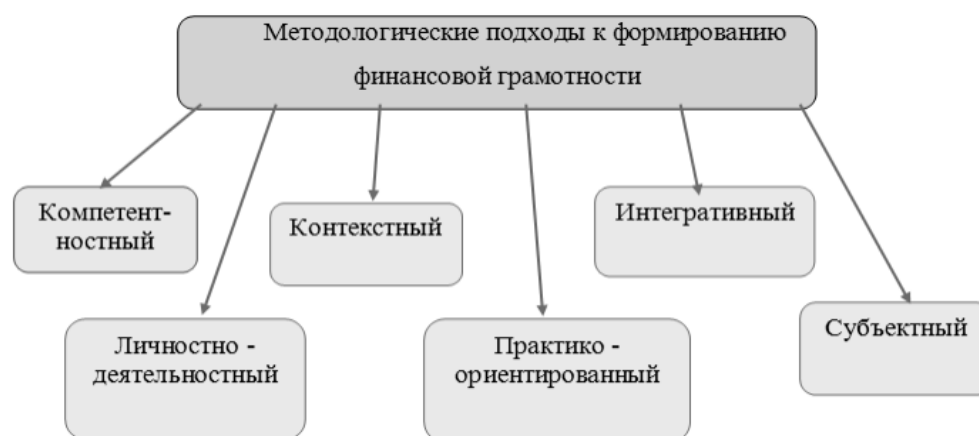 Методологические подходы к формированию
финансовой грамотности
Компетент-
ностный
Контекстный
Интегративный
Личностно -
деятельностный
Практико -
ориентированный
Субъектный